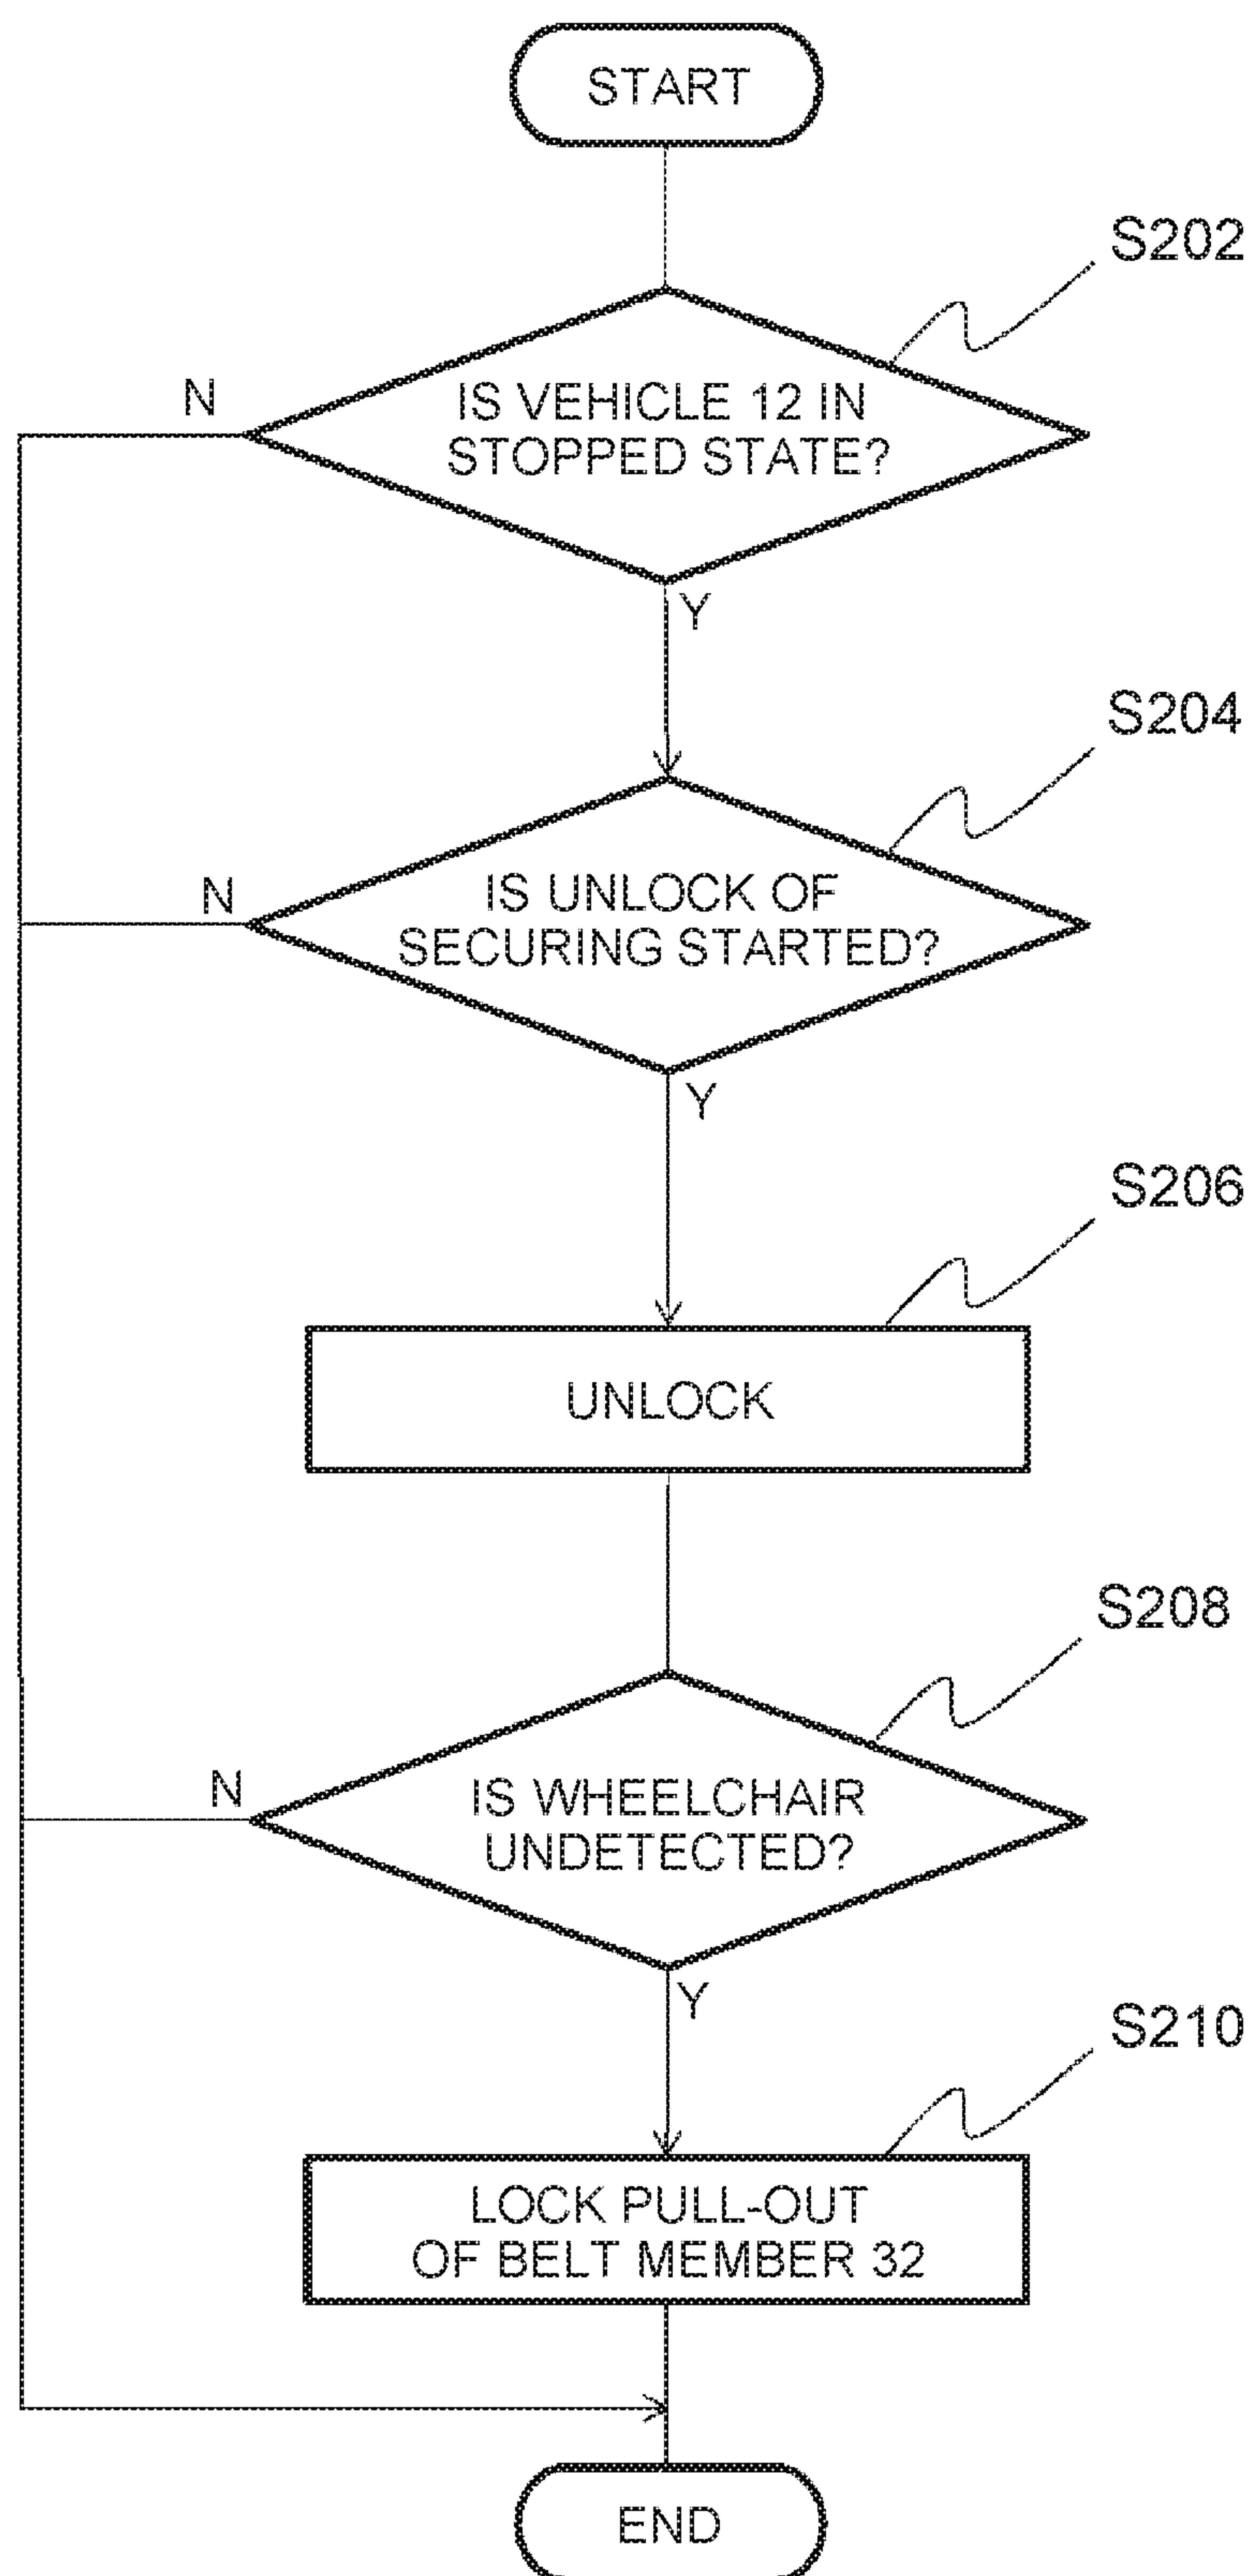 START
S202
N
IS VEHICLE 12 IN
STOPPED STATE?
Y
S204
N
IS UNLOCK OF
SECURING STARTED?
Y
S206
UNLOCK
S208
N
IS WHEELCHAIR
UNDETECTED?
Y
S210
LOCK PULL-OUT
OF BELT MEMBER 32
END